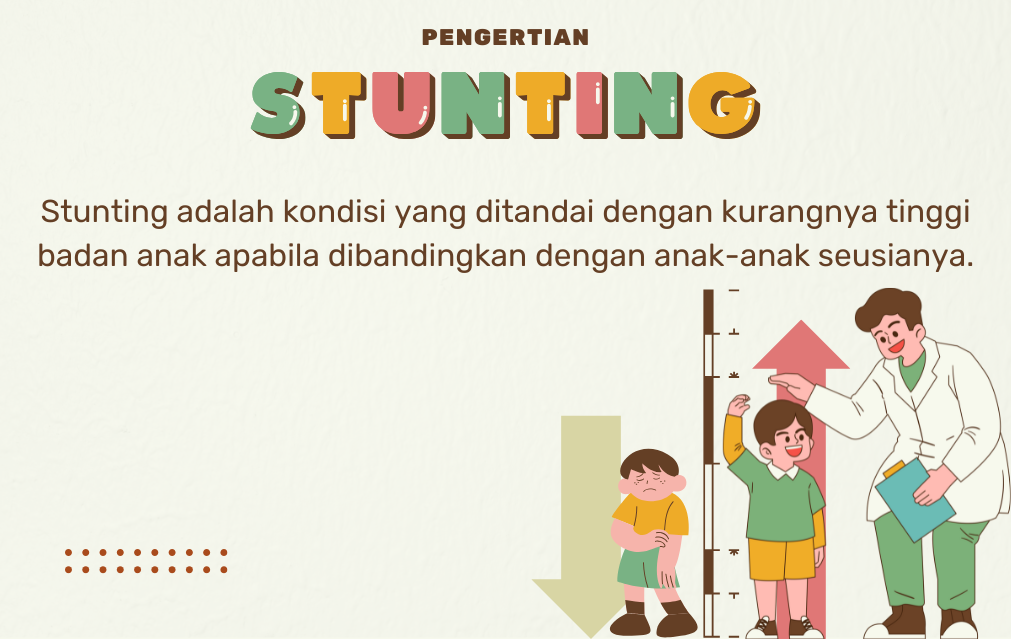 PENGERTIAN
STUNTING
Stunting adalah kondisi yang ditandai dengan kurangnya tinggi
badan anak apabila dibandingkan dengan anak-anak seusianya.